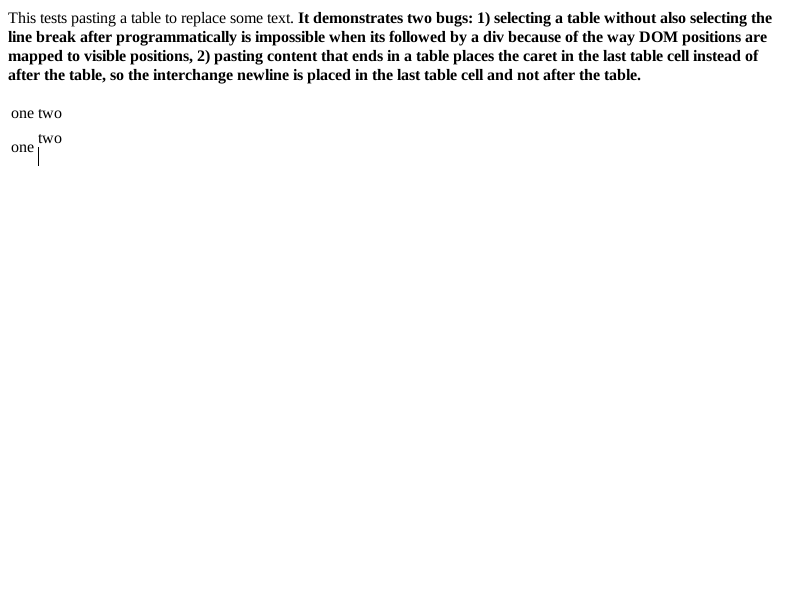 This tests pasting a table to replace some text. It demonstrates two bugs: 1) selecting a table without also selecting the
line break after programmatically is impossible when its followed by a div because of the way DOM positions are
mapped to visible positions, 2) pasting content that ends in a table places the caret in the last table cell instead of
after the table, so the interchange newline is placed in the last table cell and not after the table.
one two
one two